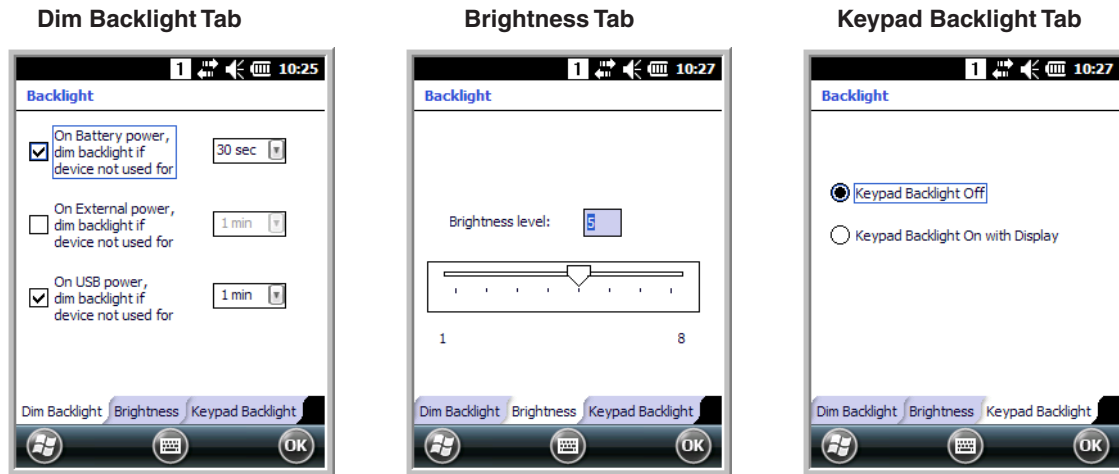 Dim Backlight Tab
Brightness Tab
Keypad Backlight Tab
1 10:25
Backlight
On Battery power,
dim backlight if
device not used for
30 sec
On External power,
dim backlight if
device not used for
1 min
On USB power,
dim backlight if
device not used for
1 min
Dim Backlight Brightness Keypad Backlight
OK
1 10:27
Backlight
Brightness level: 5
1 8
Dim Backlight Brightness Keypad Backlight
OK
1 10:27
Backlight
Keypad Backlight Off
Keypad Backlight On with Display
Dim Backlight Brightness Keypad Backlight
OK